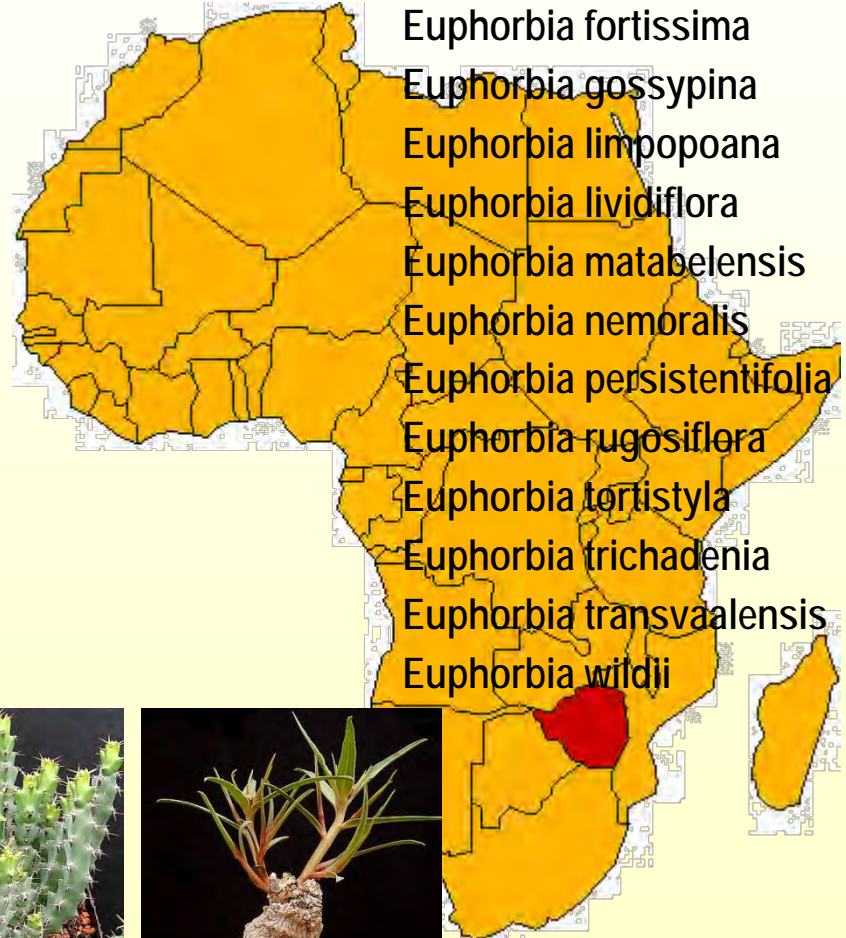 Euphorbia fortissima
Euphorbia gossypina
Euphorbia limpopoana
Euphorbia lividiflora
Euphorbia matabelensis
Euphorbia nemoralis
Euphorbia persistentifolia
Euphorbia rugosiflora
Euphorbia tortistyla
Euphorbia trichadenia
Euphorbia transvaalensis
Euphorbia wildii